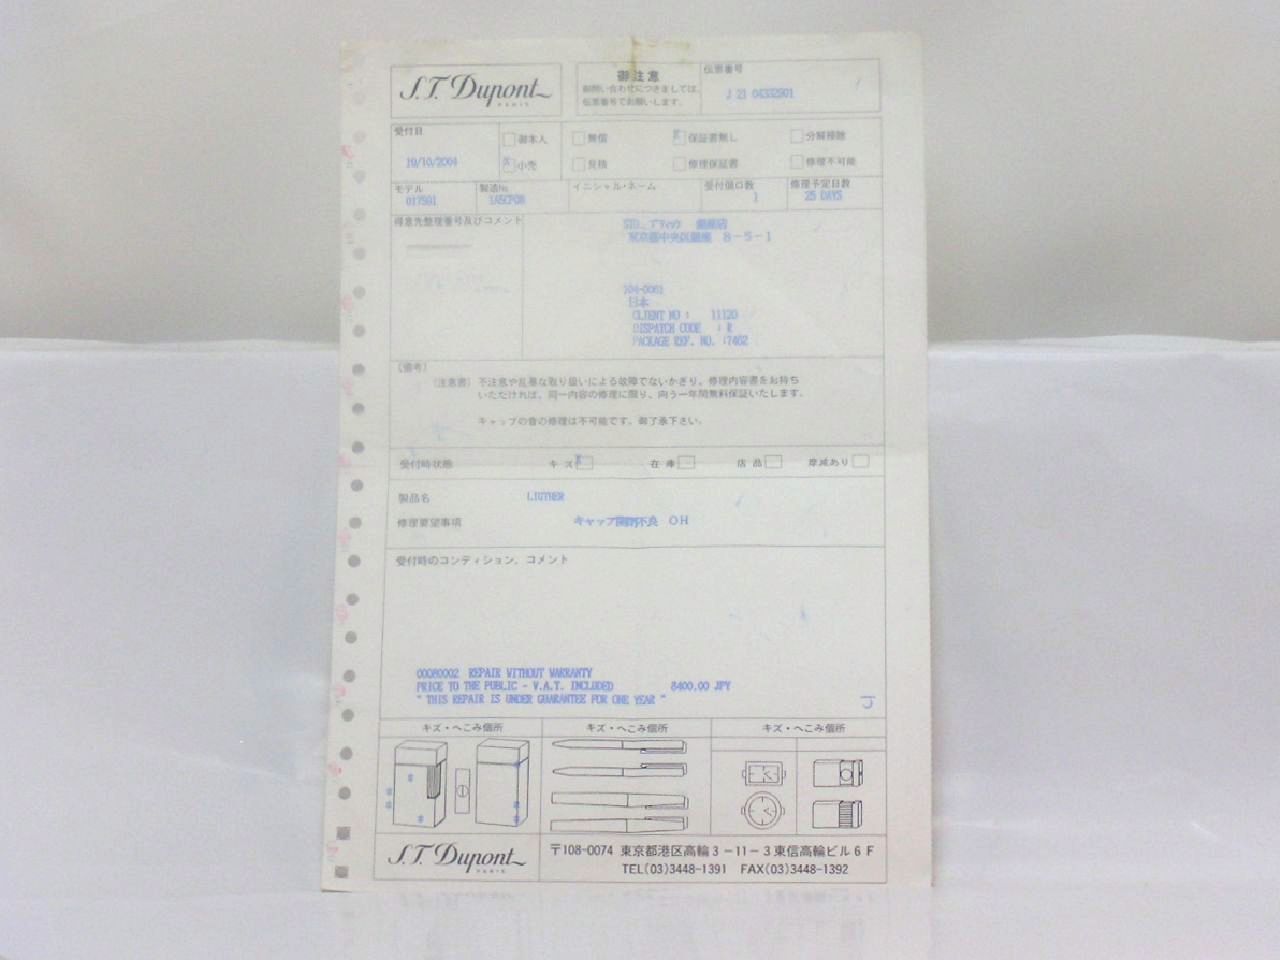 S.T. Dupont
PARIS
御注意
御問い合わせにつきましては、
伝票番号でお願いします。
伝票番号
J 21 04332901
受付日
19/10/2004
御本人
小売
無償
見積
保証書無し
修理保証書
分解掃除
修理不可能
モデル
017591
製造No.
1A5CP08
イニシャル・ネーム
受付個口数
1
修理予定日数
25 DAYS
得意先整理番号及びコメント
STD. ブティック 銀座店
東京都中央区銀座 8-5-1
104-0061
日本
CLIENT NO : 11120
DISPATCH CODE : R
PACKAGE REF. NO. :7462
(備考)
(注意書) 不注意や乱暴な取り扱いによる故障でないかぎり、修理内容書をお持ち
いただければ、同一内容の修理に限り、向う一年間無料保証いたします。
キャップの音の修理は不可能です。御了承下さい。
受付時状態
キズ
在庫
店品
摩滅あり
製品名
LIGTHER
修理要望事項
キャップ開閉不良 OH
受付時のコンディション、コメント
00080002 REPAIR WITHOUT WARRANTY
PRICE TO THE PUBLIC - V.A.T. INCLUDED 8400.00 JPY
" THIS REPAIR IS UNDER GUARANTEE FOR ONE YEAR "
キズ・へこみ個所
キズ・へこみ個所
キズ・へこみ個所
S.T. Dupont
PARIS
〒108-0074 東京都港区高輪3-11-3東信高輪ビル6F
TEL(03)3448-1391 FAX(03)3448-1392